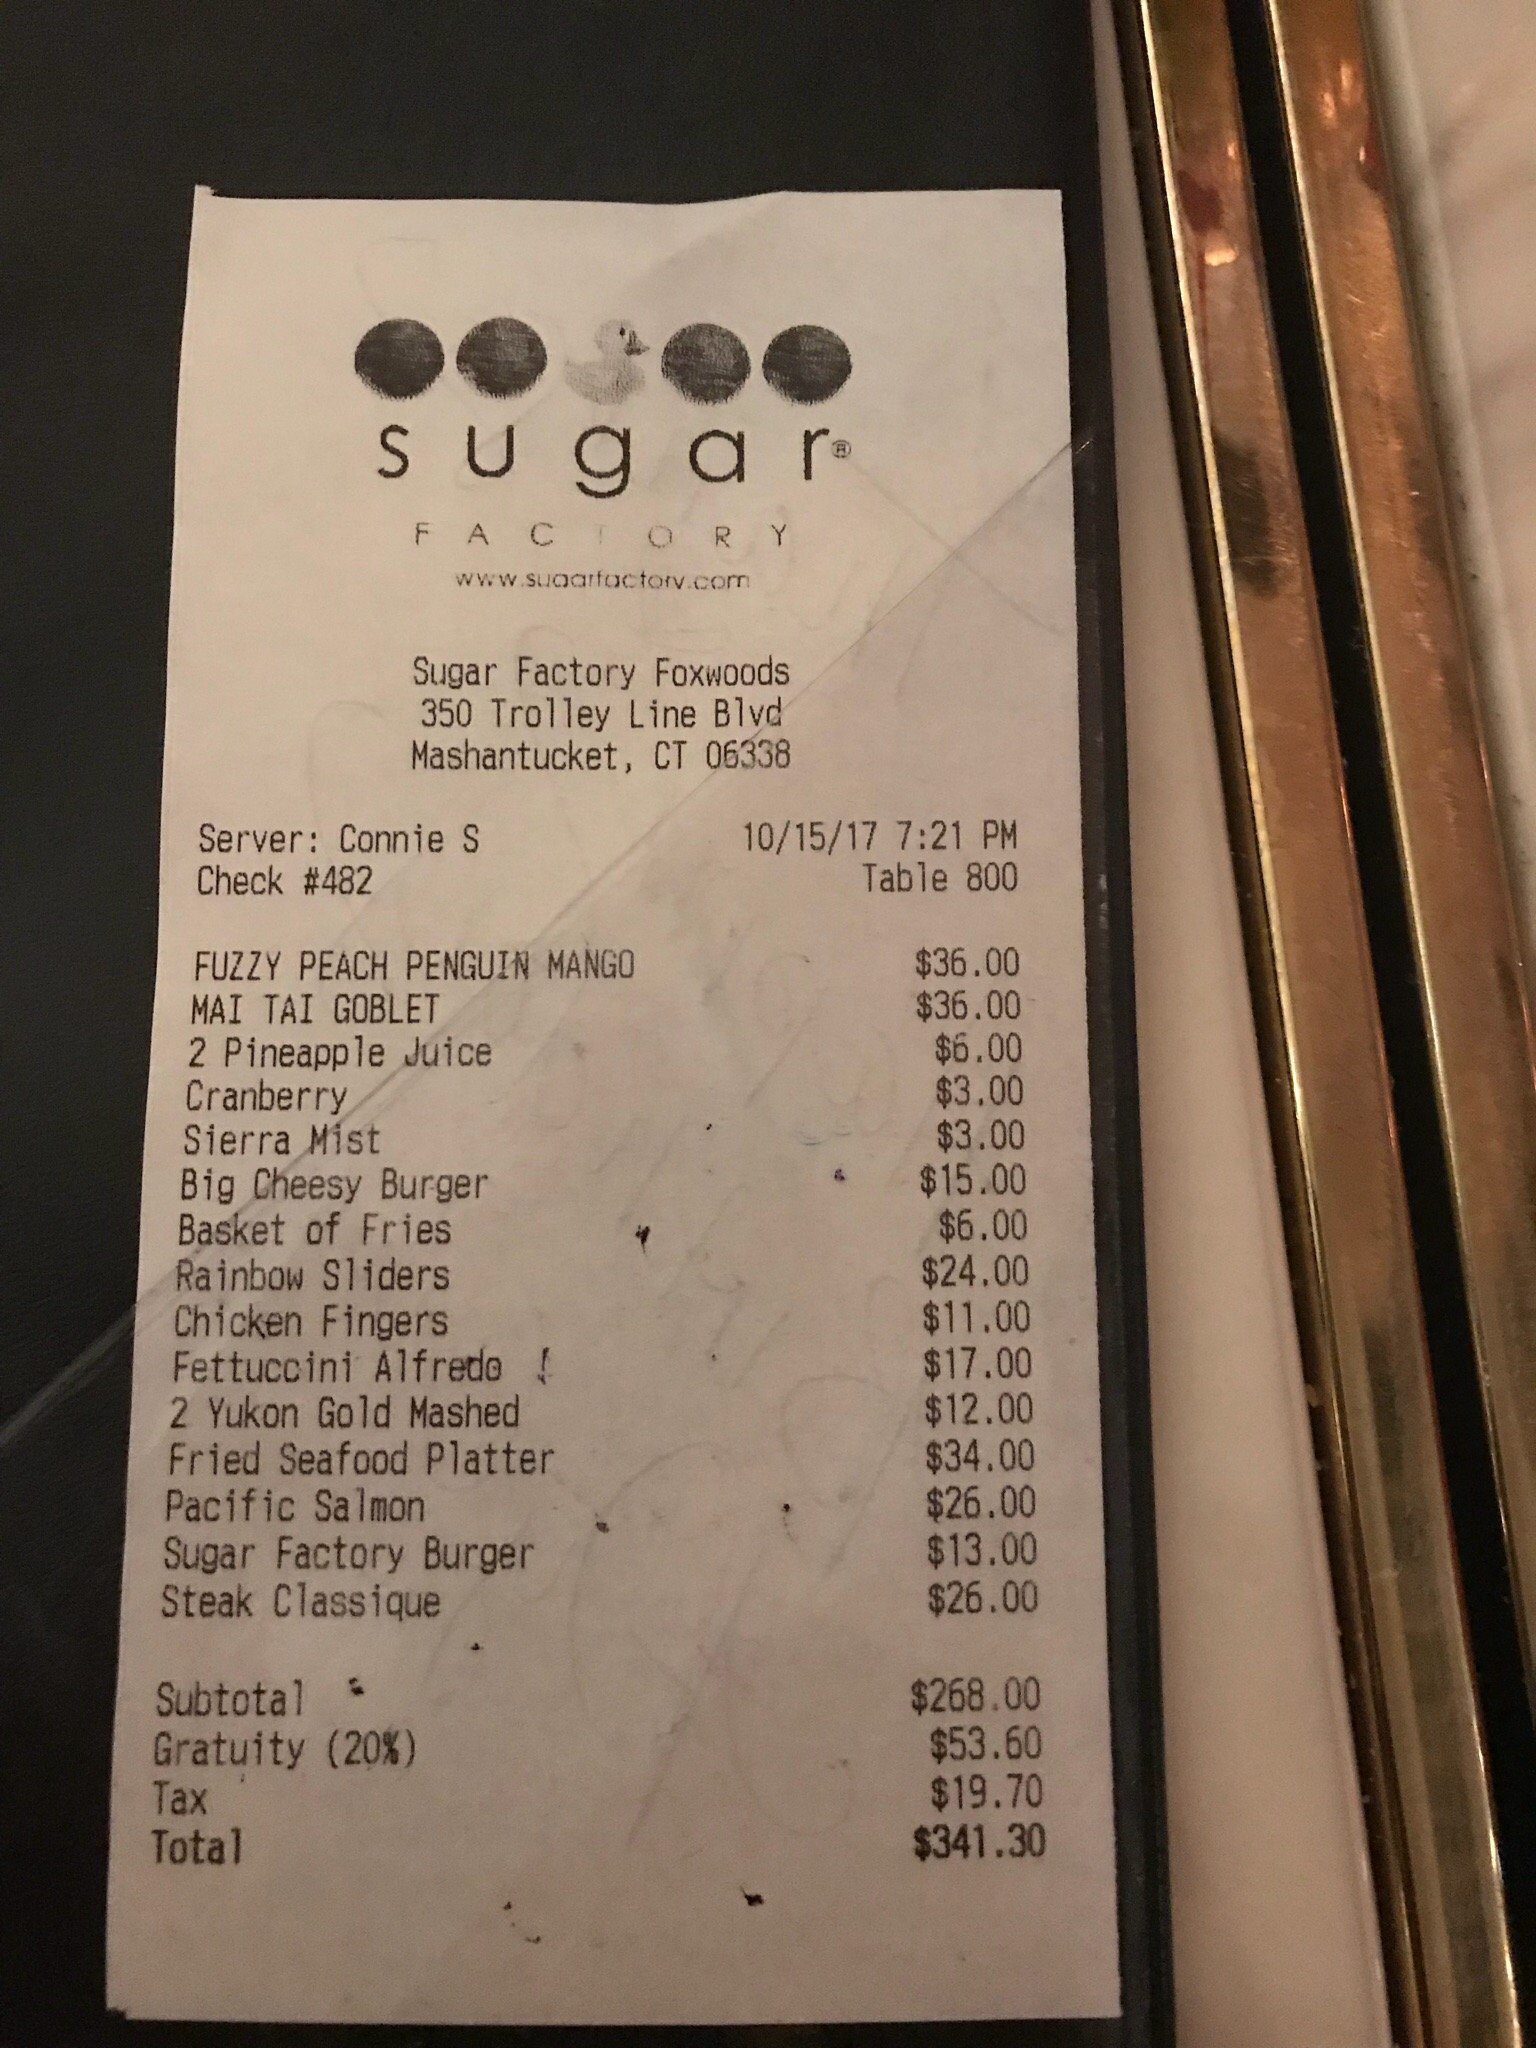 sugar®
FACTORY
www.sugarfactory.com
Sugar Factory Foxwoods
350 Trolley Line Blvd
Mashantucket, CT 06338
Server: Connie S 10/15/17 7:21 PM
Check #482 Table 800
FUZZY PEACH PENGUIN MANGO $36.00
MAI TAI GOBLET $36.00
2 Pineapple Juice $6.00
Cranberry $3.00
Sierra Mist $3.00
Big Cheesy Burger $15.00
Basket of Fries $6.00
Rainbow Sliders $24.00
Chicken Fingers $11.00
Fettuccini Alfredo $17.00
2 Yukon Gold Mashed $12.00
Fried Seafood Platter $34.00
Pacific Salmon $26.00
Sugar Factory Burger $13.00
Steak Classique $26.00
Subtotal $268.00
Gratuity (20%) $53.60
Tax $19.70
Total $341.30